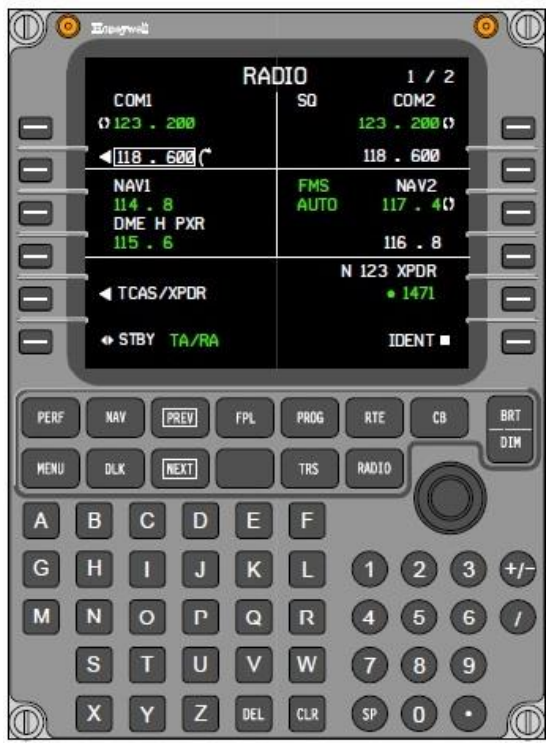 Honeywell
RADIO 1 / 2
COM1 SQ COM2
123 . 200 123 . 200
118 . 600 118 . 600
NAV1 FMS NAV2
114 . 8 AUTO 117 . 4
DME H PXR
115 . 6 116 . 8
N 123 XPDR
TCAS/XPDR 1471
STBY TA/RA IDENT
PERF NAV PREV FPL PROG RTE CB BRT
DIM
MENU DLK NEXT TRS RADIO
A B C D E F
G H I J K L 1 2 3 +/-
M N O P Q R 4 5 6 /
S T U V W 7 8 9
X Y Z DEL CLR SP 0 .